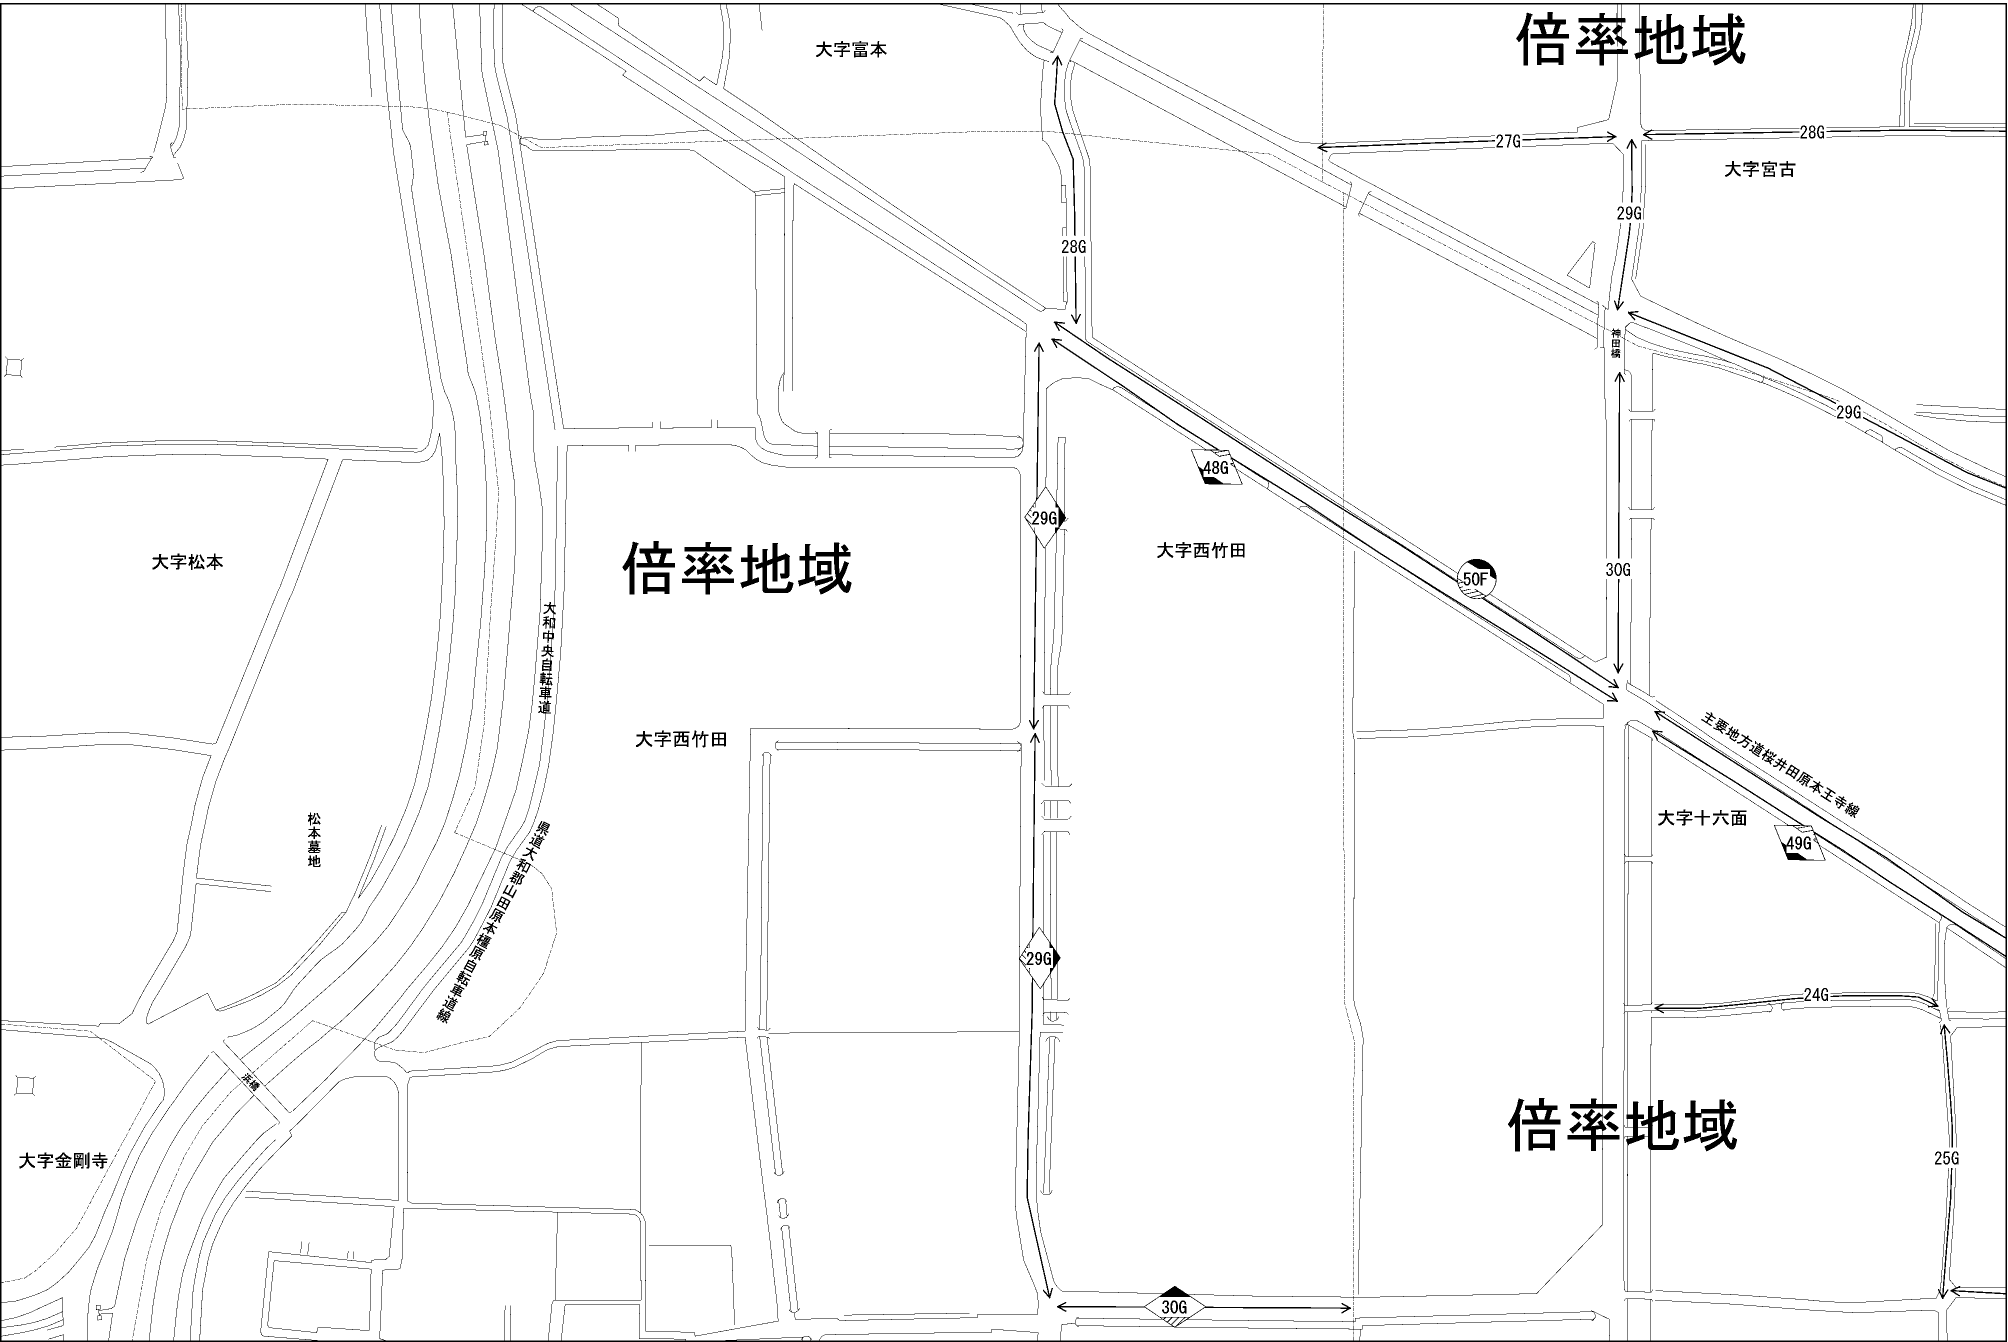 倍率地域
大字富本
27G
28G
大字宮古
29G
28G
神田橋
29G
48G
29G
大字西竹田
倍率地域
大字松本
50F
30G
大和中央自転車道
大字西竹田
主要地方道桜井田原本王寺線
大字十六面
49G
松本墓地
県道大和郡山田原本橿原自転車道線
29G
24G
浜橋
倍率地域
大字金剛寺
25G
30G